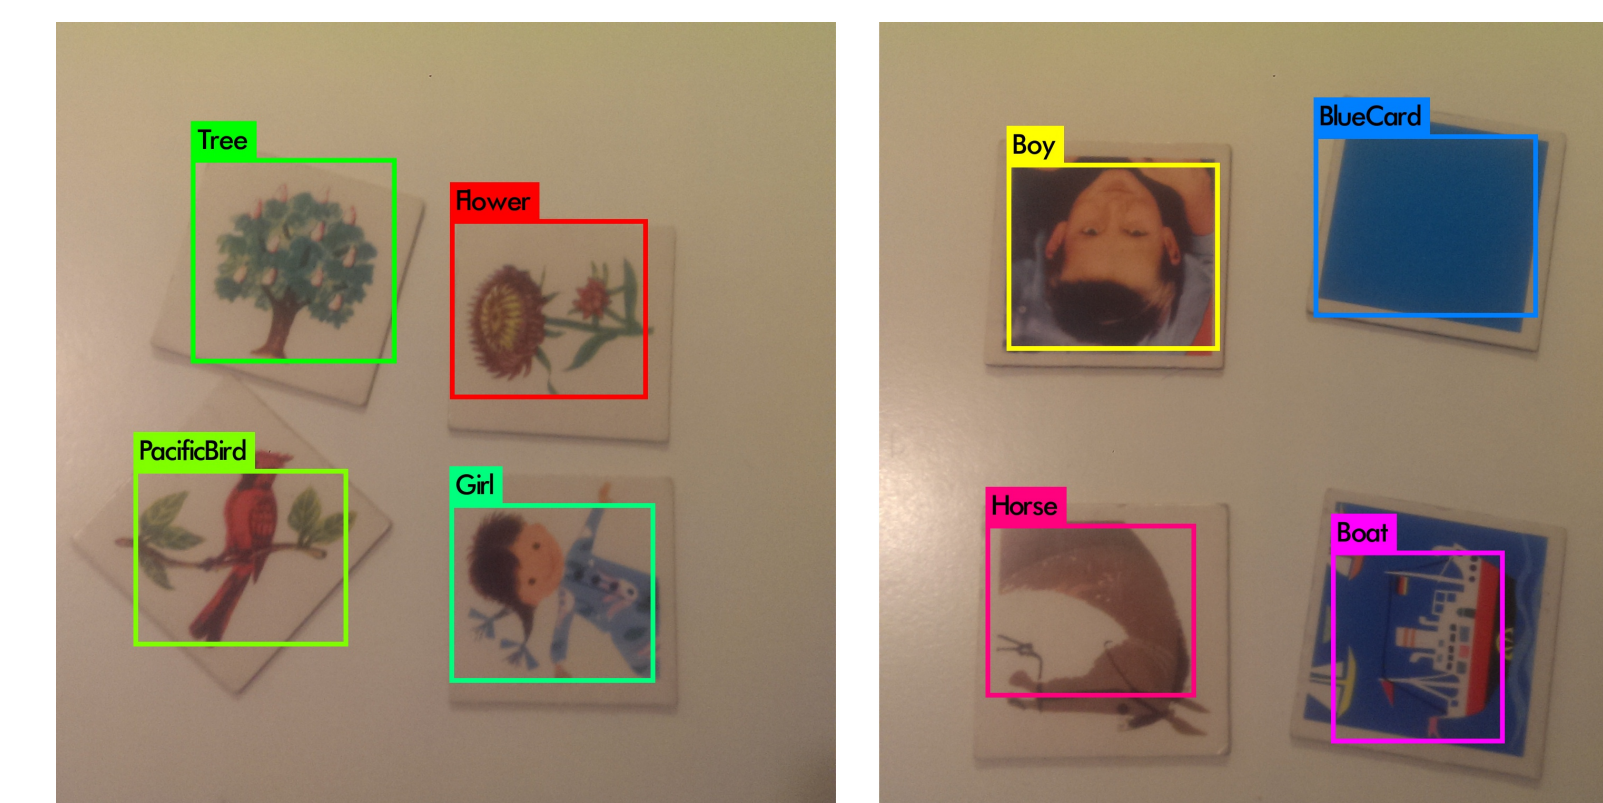 Tree
Flower
PacificBird
Girl
Boy
BlueCard
Horse
Boat